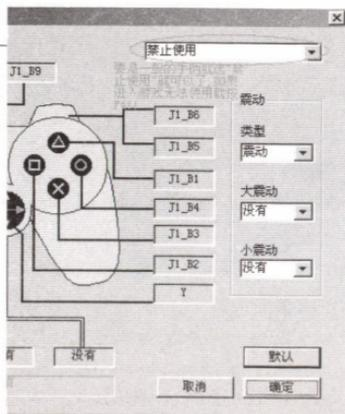 禁止使用
J1_B9
震动
J1_B6
类型
J1_B5
震动
J1_B1
大震动
J1_B4
没有
J1_B3
小震动
J1_B2
没有
Y
没有
默认
取消
确定